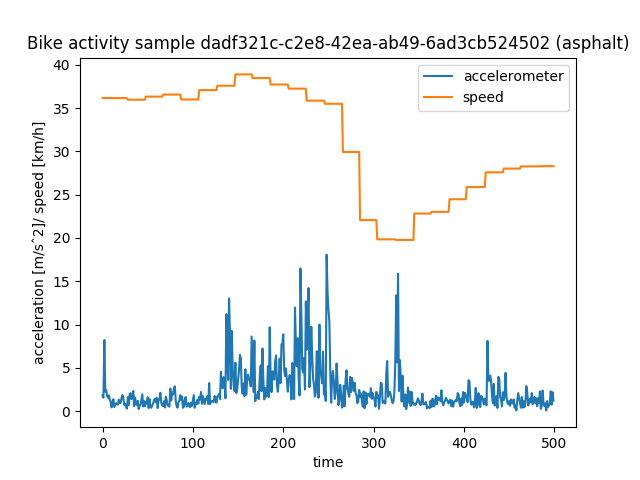 Bike activity sample dadf321c-c2e8-42ea-ab49-6ad3cb524502 (asphalt)
acceleration [m/s^2]/ speed [km/h]
40
35
30
25
20
15
10
5
0
accelerometer
speed
0 100 200 300 400 500
time